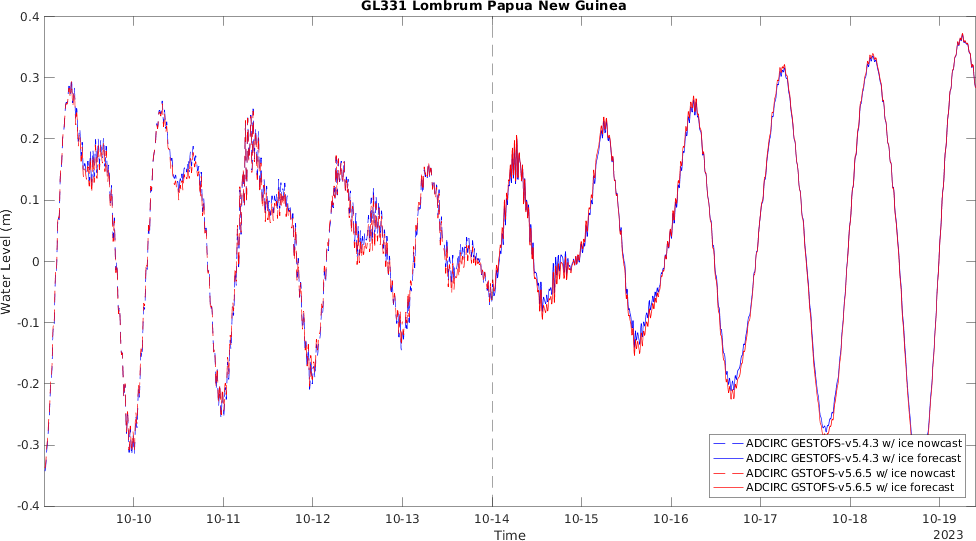 GL331 Lombrum Papua New Guinea
0.4
0.3
0.2
0.1
0
-0.1
-0.2
-0.3
-0.4
Water Level (m)
10-10 10-11 10-12 10-13 10-14 10-15 10-16 10-17 10-18 10-19
Time
2023
ADCIRC GESTOFS-v5.4.3 w/ ice nowcast
ADCIRC GESTOFS-v5.4.3 w/ ice forecast
ADCIRC GSTOFS-v5.6.5 w/ ice nowcast
ADCIRC GSTOFS-v5.6.5 w/ ice forecast